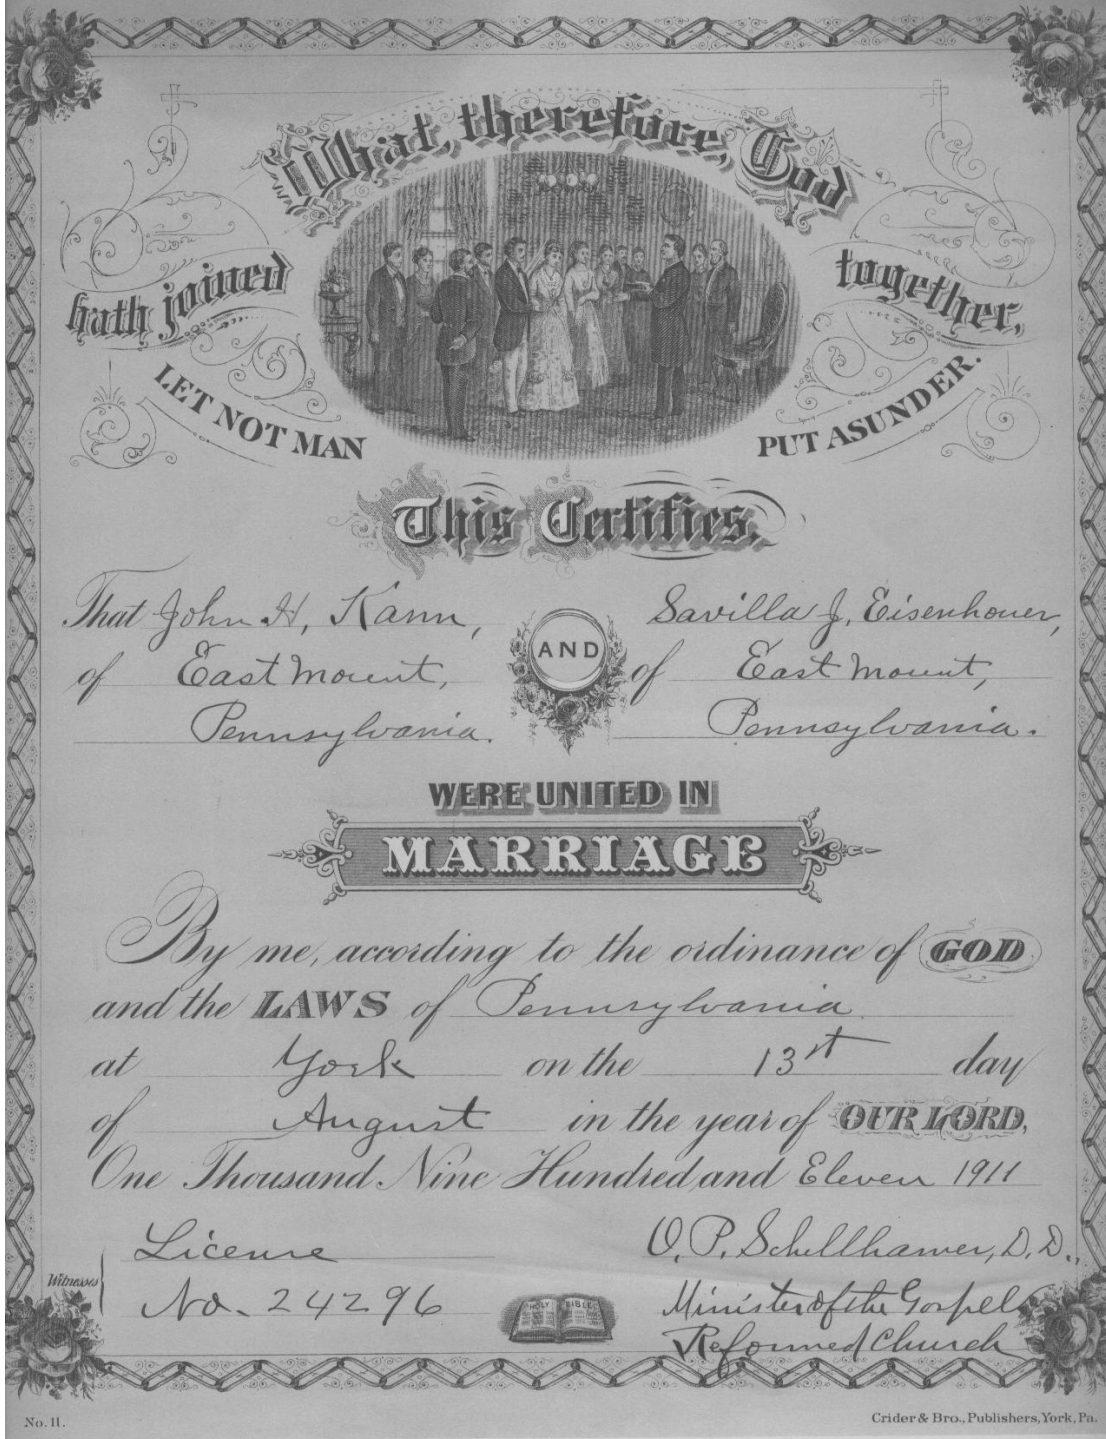 What, therefore, God
hath joined together,
LET NOT MAN PUT ASUNDER.
This Certifies,
That John H, Kann, AND Savilla J, Eisenhouer,
of East Mount, of East Mount,
Pennsylvania. Pennsylvania.
WERE UNITED IN
MARRIAGE
By me, according to the ordinance of GOD
and the LAWS of Pennsylvania
at York on the 13st day
of August in the year of OUR LORD,
One Thousand Nine Hundred and Eleven 1911
License O. P. Schellhamer, D. D.,
Witnesses
No. 24296 HOLY BIBLE Minister of the Gospel
Reformed Church
No. 11. Crider & Bro., Publishers, York, Pa.